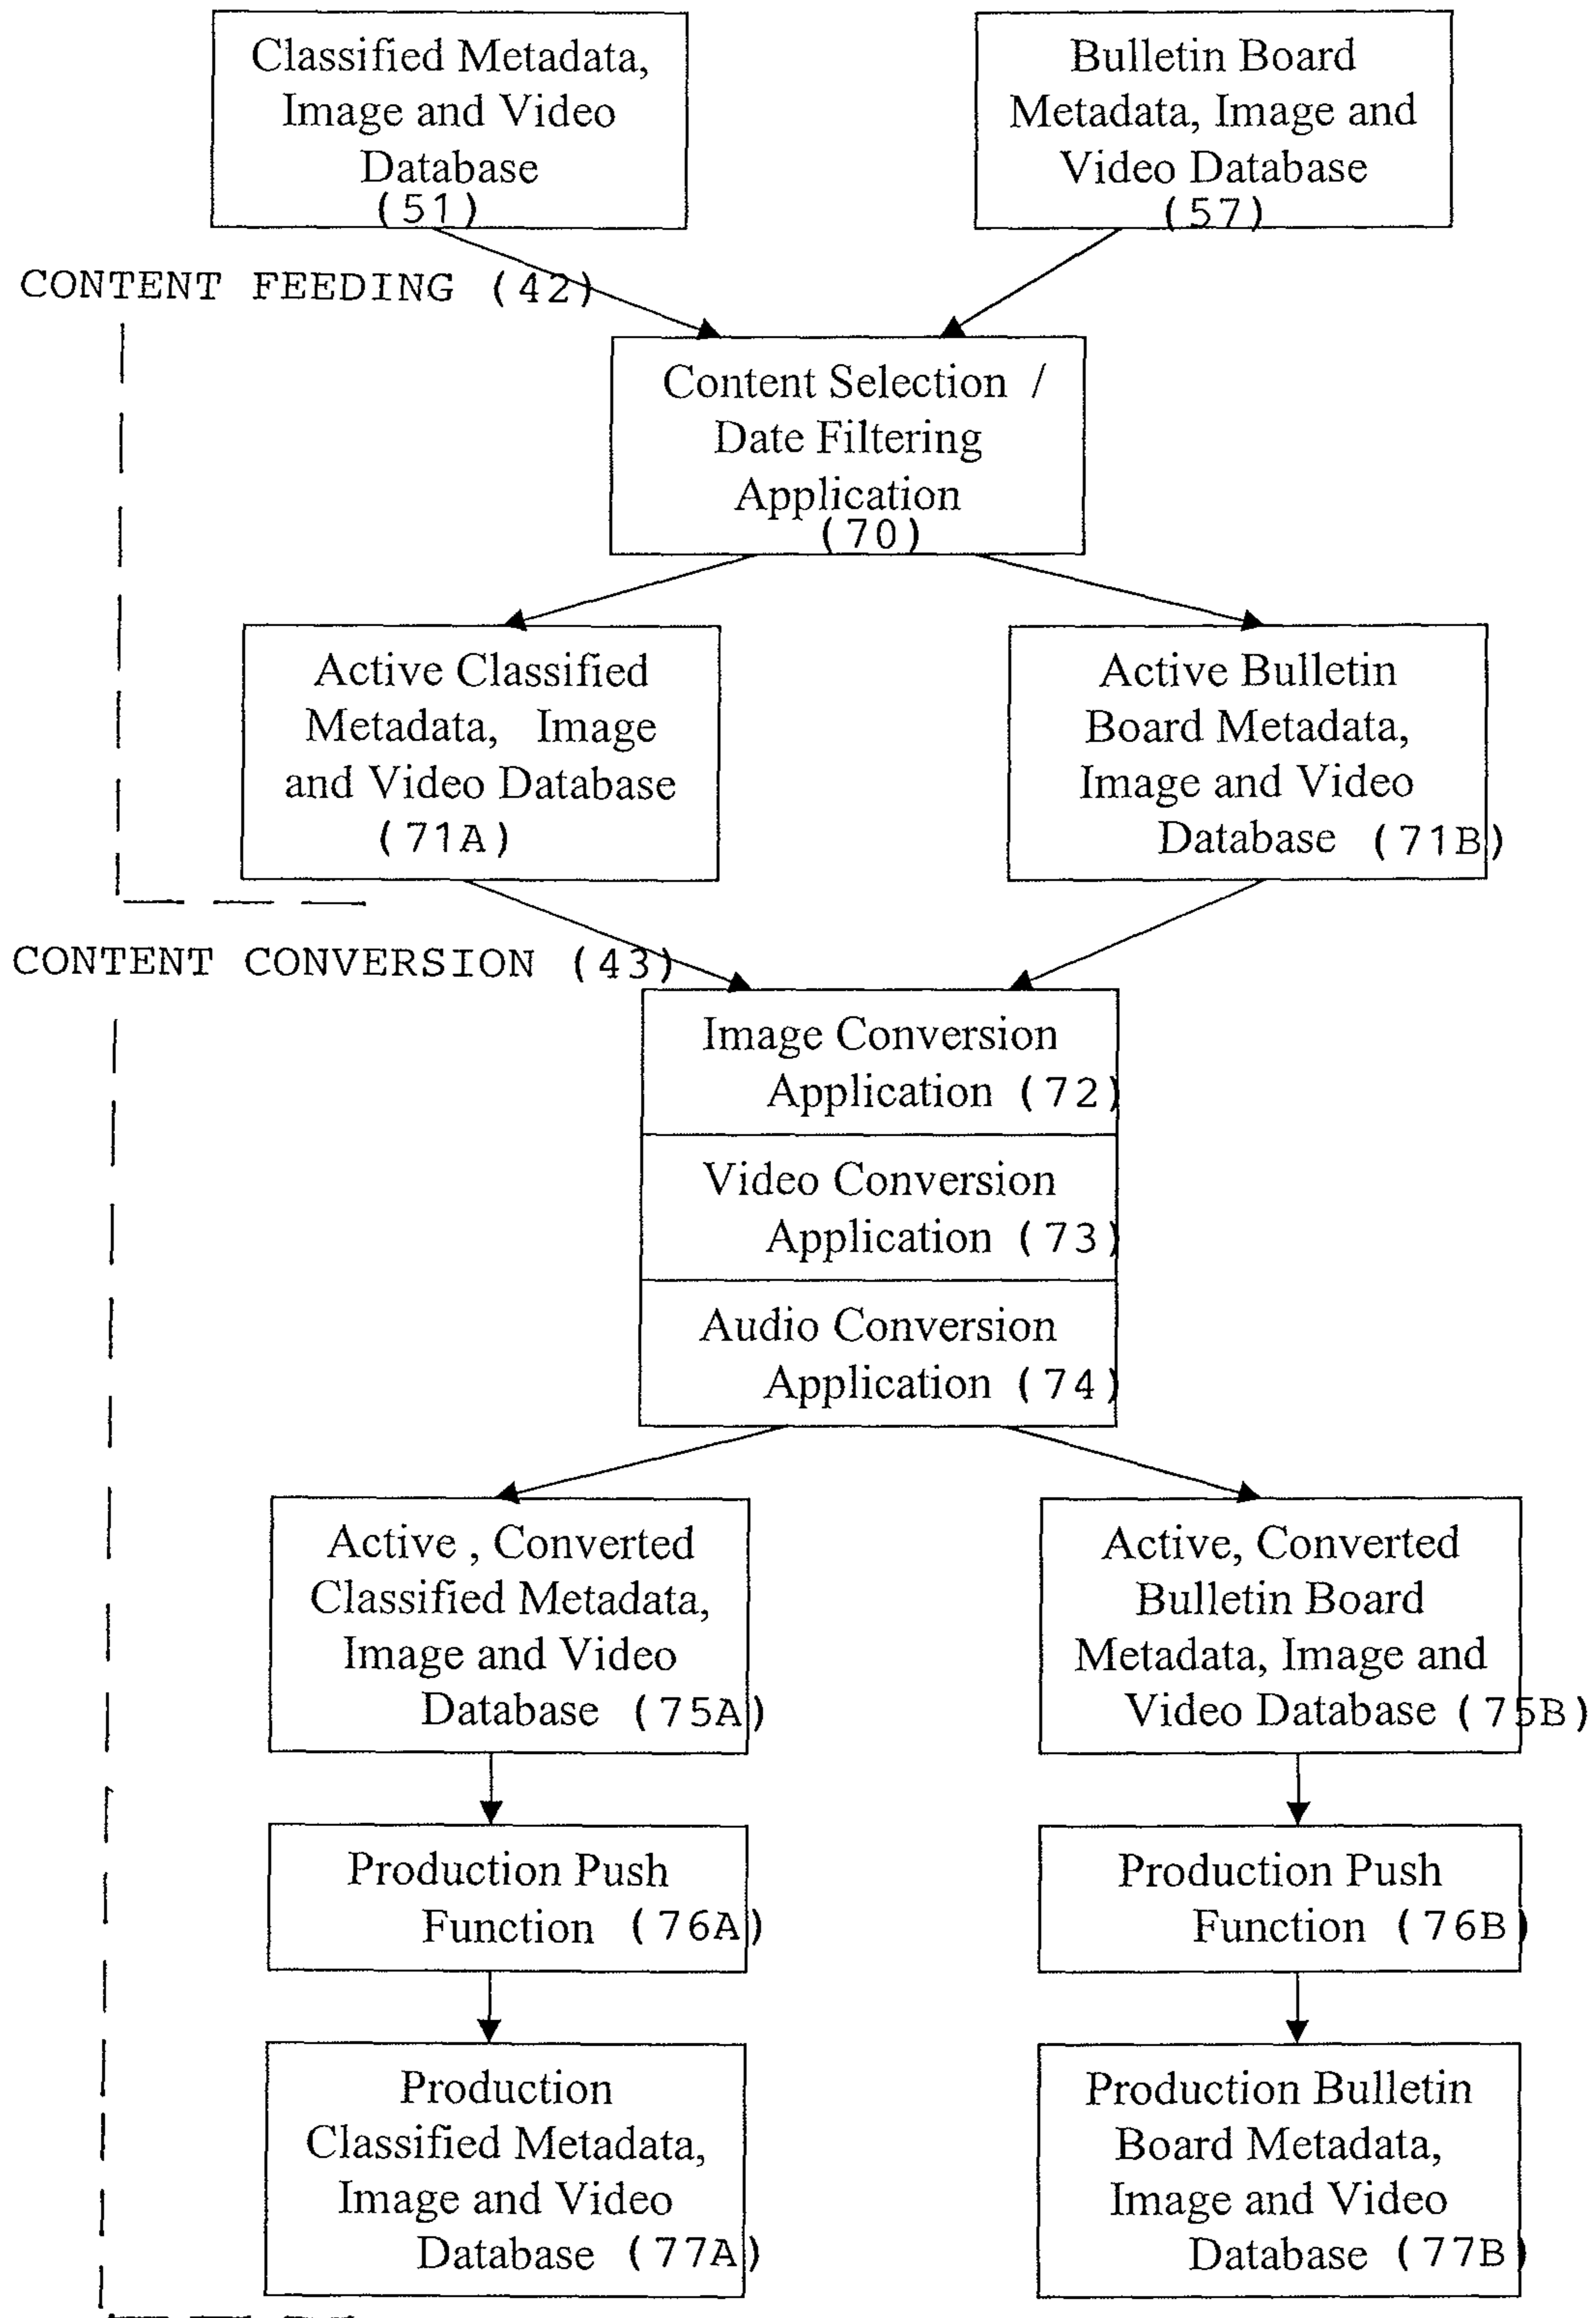 Classified Metadata,
Image and Video
Database
(51)
Bulletin Board
Metadata, Image and
Video Database
(57)
CONTENT FEEDING (42)
Content Selection /
Date Filtering
Application
(70)
Active Classified
Metadata, Image
and Video Database
(71A)
Active Bulletin
Board Metadata,
Image and Video
Database (71B)
CONTENT CONVERSION (43)
Image Conversion
Application (72)
Video Conversion
Application (73)
Audio Conversion
Application (74)
Active , Converted
Classified Metadata,
Image and Video
Database (75A)
Active, Converted
Bulletin Board
Metadata, Image and
Video Database (75B)
Production Push
Function (76A)
Production Push
Function (76B)
Production
Classified Metadata,
Image and Video
Database (77A)
Production Bulletin
Board Metadata,
Image and Video
Database (77B)